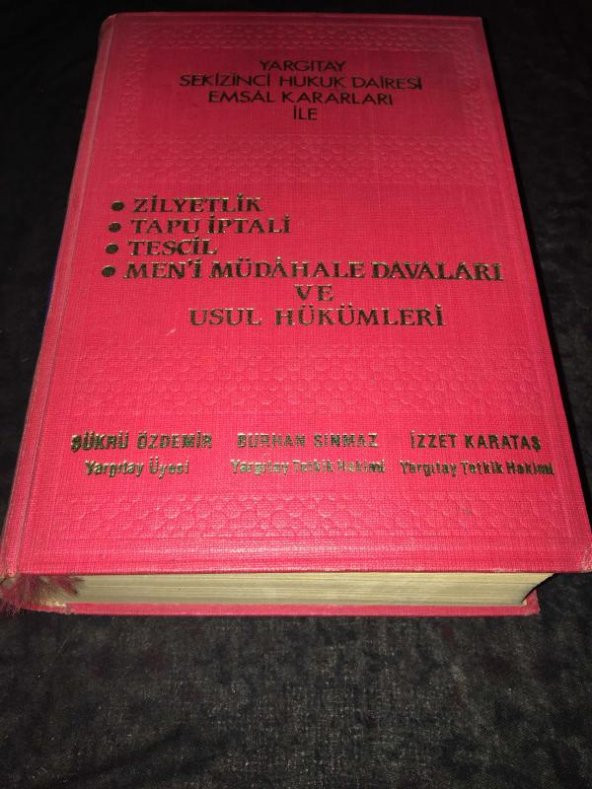 YARGITAY
SEKİZİNCİ HUKUK DAİRESİ
EMSAL KARARLARI
İLE
• ZİLYETLİK
• TAPU İPTALİ
• TESCİL
• MEN'İ MÜDÂHALE DAVALARI
VE
USUL HÜKÜMLERİ
ŞÜKRÜ ÖZDEMİR BURHAN SINMAZ İZZET KARATAŞ
Yargıtay Üyesi Yargıtay Tetkik Hakimi Yargıtay Tetkik Hakimi